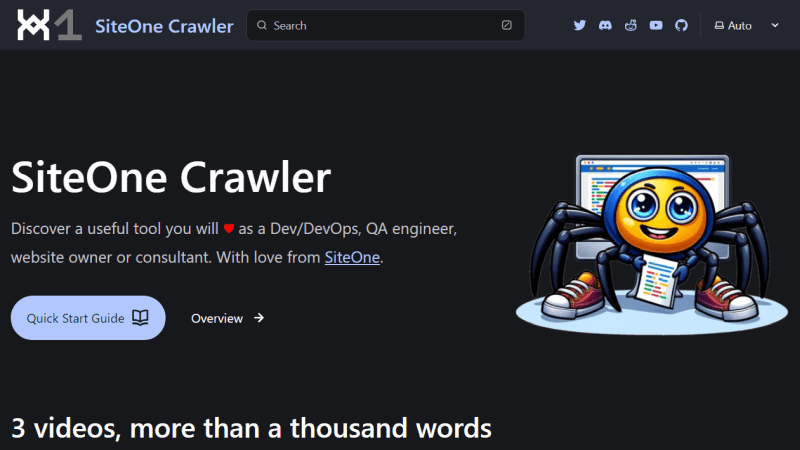 SiteOne Crawler
Search
Auto
SiteOne Crawler
Discover a useful tool you will ♥ as a Dev/DevOps, QA engineer,
website owner or consultant. With love from SiteOne.
Quick Start Guide
Overview →
3 videos, more than a thousand words